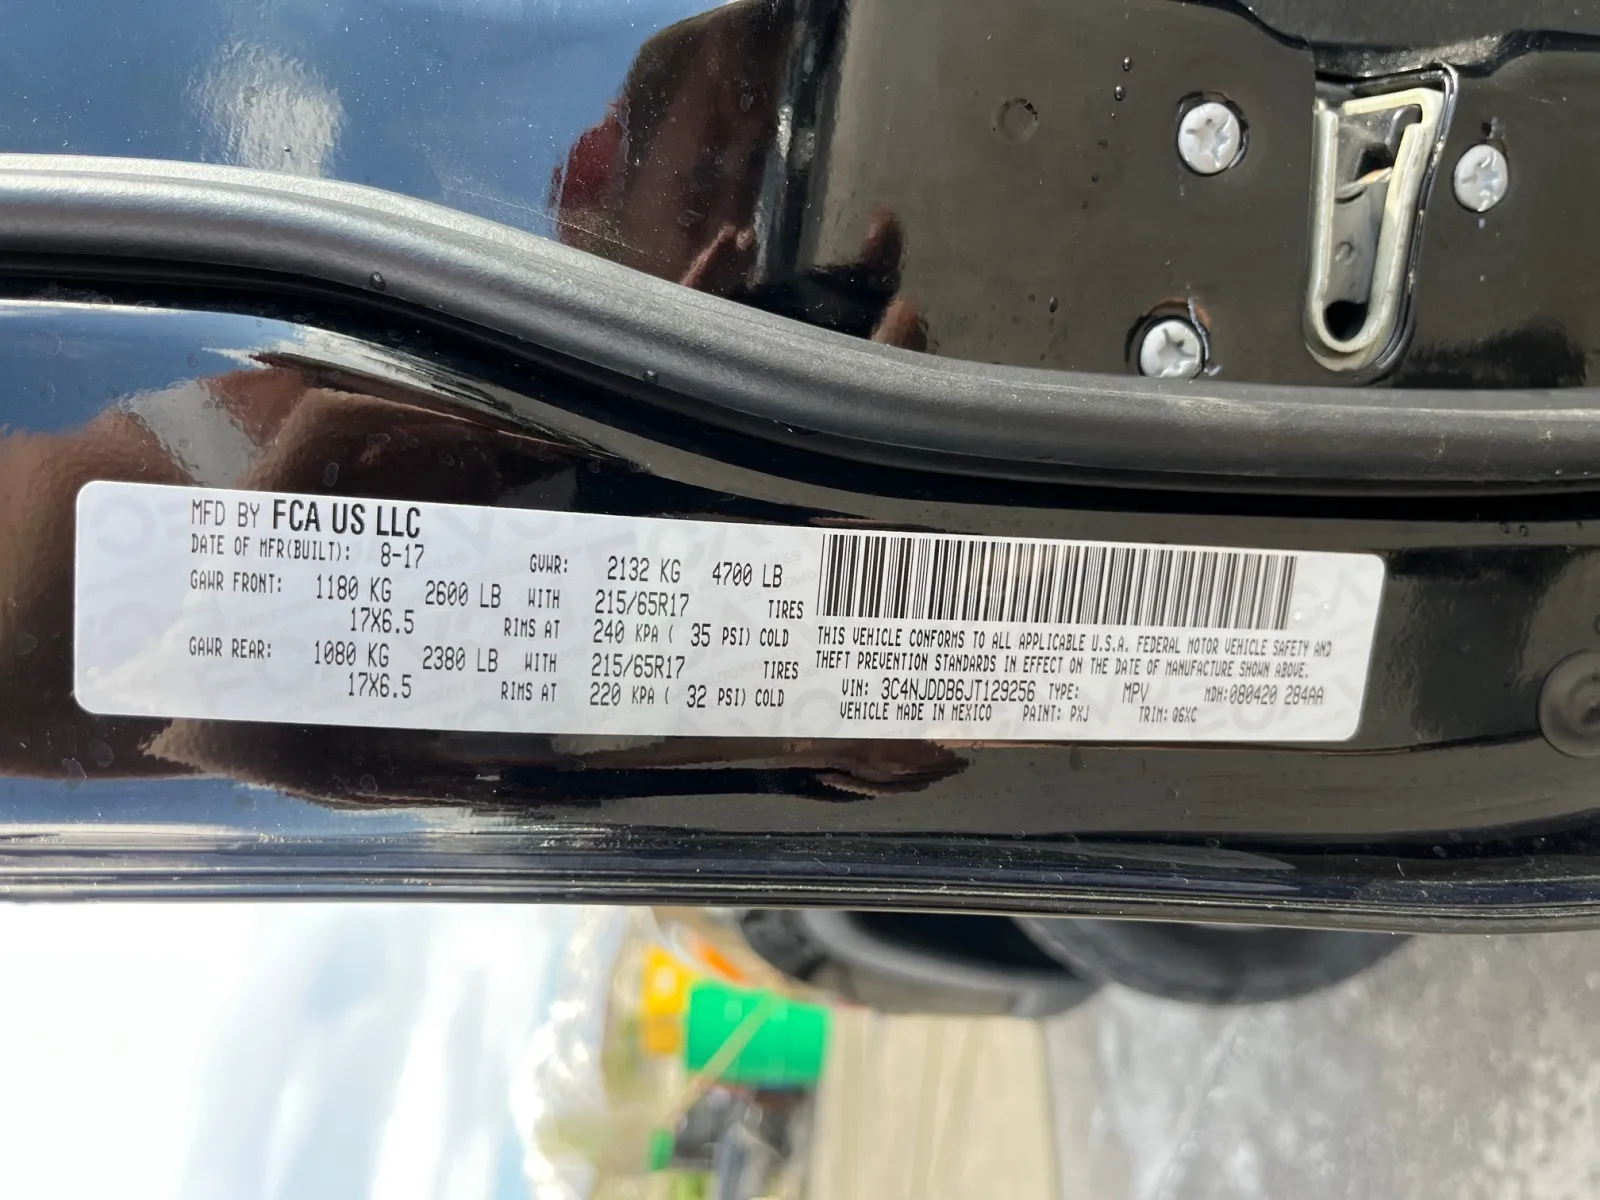 MFD BY FCA US LLC
DATE OF MFR(BUILT): 8-17 GVWR: 2132 KG 4700 LB
GAWR FRONT: 1180 KG 2600 LB WITH 215/65R17 TIRES
17X6.5 RIMS AT 240 KPA ( 35 PSI) COLD
GAWR REAR: 1080 KG 2380 LB WITH 215/65R17 TIRES
17X6.5 RIMS AT 220 KPA ( 32 PSI) COLD
THIS VEHICLE CONFORMS TO ALL APPLICABLE U.S.A. FEDERAL MOTOR VEHICLE SAFETY AND
THEFT PREVENTION STANDARDS IN EFFECT ON THE DATE OF MANUFACTURE SHOWN ABOVE.
VIN: 3C4NJDDB6JT129256 TYPE: MPV MDH:080420 284AA
VEHICLE MADE IN MEXICO PAINT: PXJ TRIM: Q6XC